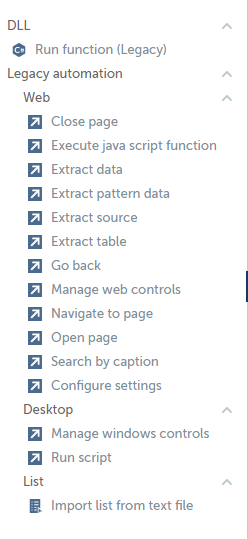 DLL
C# Run function (Legacy)
Legacy automation
Web
Close page
Execute java script function
Extract data
Extract pattern data
Extract source
Extract table
Go back
Manage web controls
Navigate to page
Open page
Search by caption
Configure settings
Desktop
Manage windows controls
Run script
List
Import list from text file